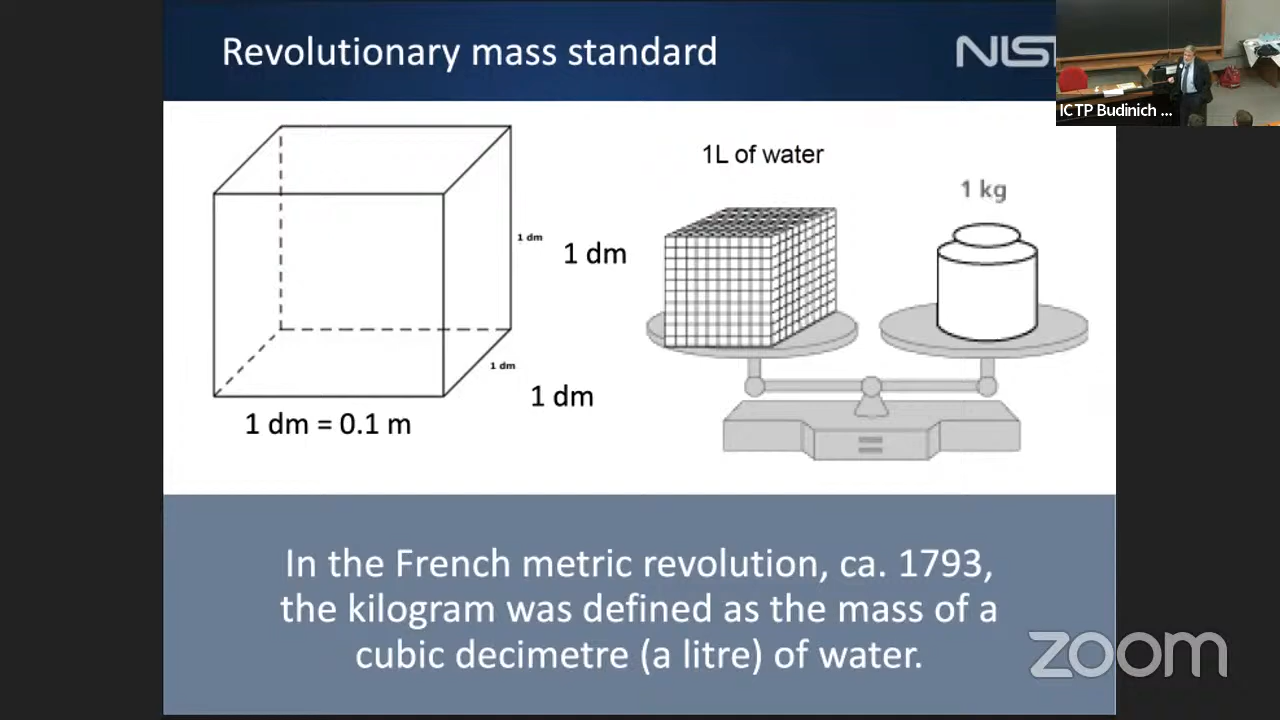 Revolutionary mass standard
NIS
ICTP Budinich ...
1L of water
1 kg
1 dm
1 dm
1 dm
1 dm
1 dm = 0.1 m
In the French metric revolution, ca. 1793,
the kilogram was defined as the mass of a
cubic decimetre (a litre) of water.
zoom